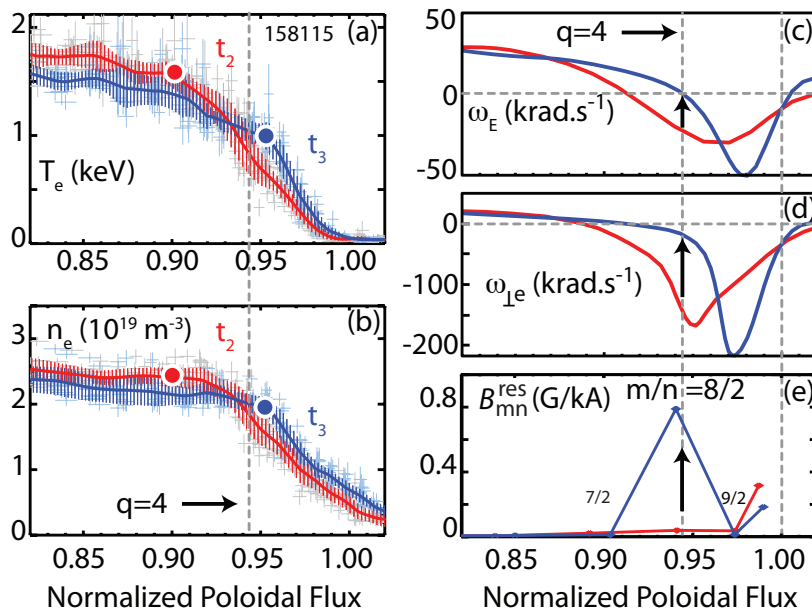 2
158115
(a)
t2
1
Te (keV)
t3
0
0.85 0.90 0.95 1.00
ne (10^19 m^-3)
(b)
3
t2
2
t3
1
q=4
0
0.85 0.90 0.95 1.00
Normalized Poloidal Flux
50
q=4
(c)
0
ωE (krad.s^-1)
-50
(d)
0
-100
ω⊥e (krad.s^-1)
-200
(e)
B_mn^res (G/kA) m/n =8/2
0.8
0.4
7/2
9/2
0
0.85 0.90 0.95 1.00
Normalized Poloidal Flux